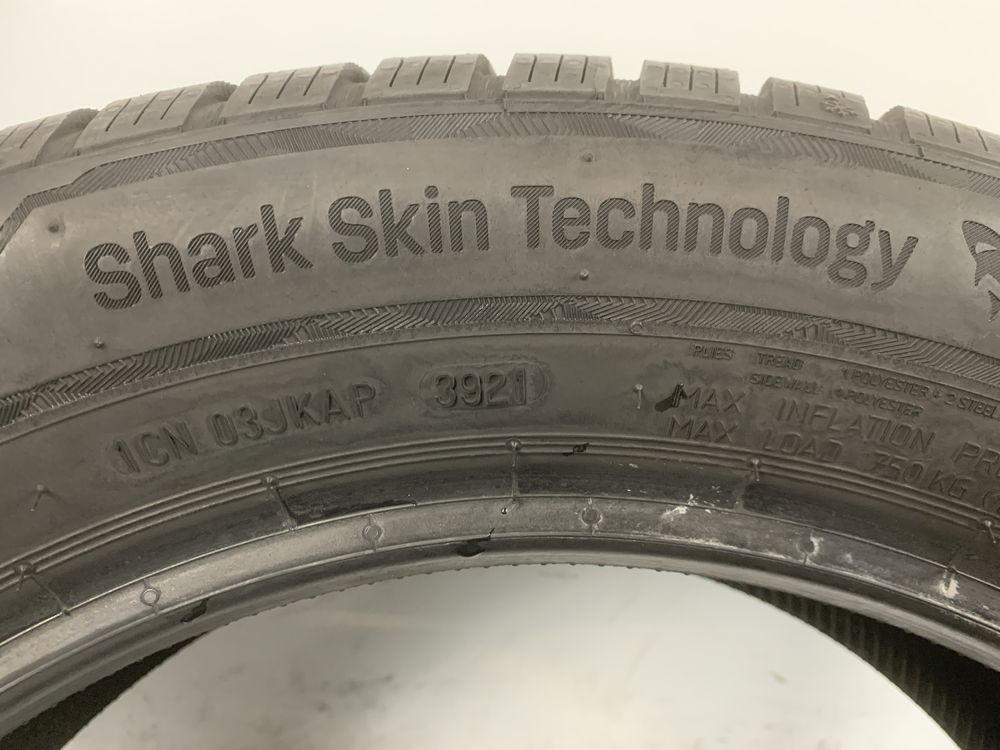 Shark Skin Technology
1CN 03JKAP 3921
PLIES TREAD 1 POLYESTER + 2 STEEL
SIDEWALL 1 POLYESTER
MAX INFLATION PR
MAX LOAD 750 KG (